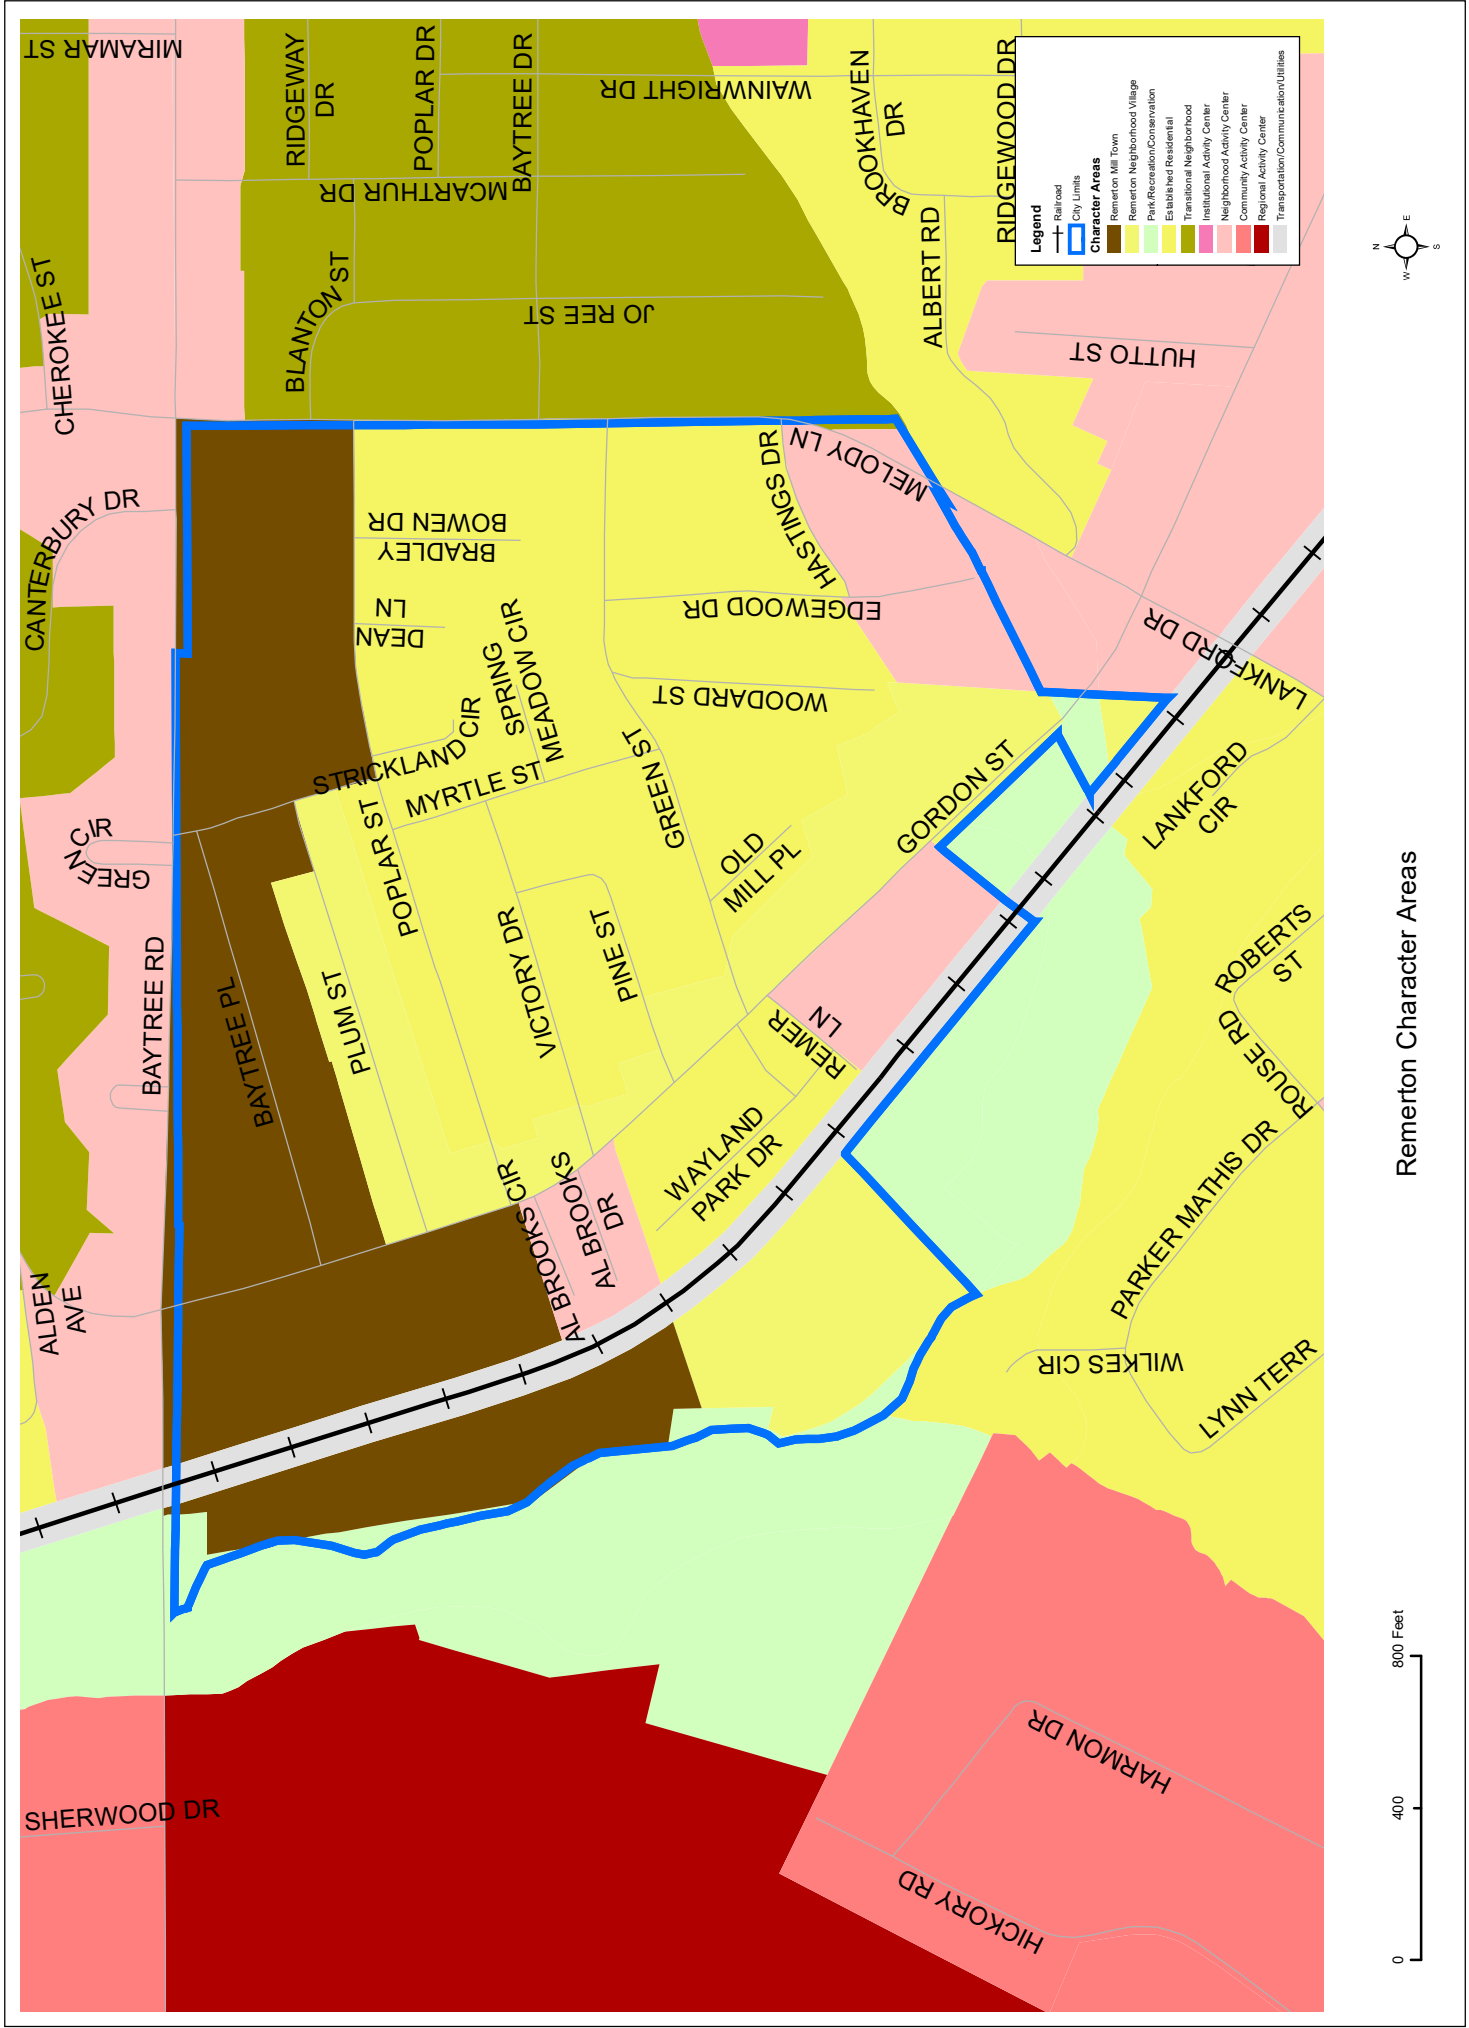 MIRAMAR ST
RIDGEWAY
DR
POPLAR DR
BAYTREE DR
WAINWRIGHT DR
BROOKHAVEN
DR
RIDGEWOOD DR
MCARTHUR DR
ALBERT RD
CHEROKEE ST
BLANTON ST
JO REE ST
HUTTO ST
CANTERBURY DR
BOWEN DR
BRADLEY
LN
DEAN
HASTINGS DR
MELODY LN
EDGEWOOD DR
SPRING
MEADOW CIR
WOODARD ST
LANKFORD DR
STRICKLAND
CIR
MYRTLE ST
POPLAR ST
GREEN ST
OLD
MILL PL
GORDON ST
LANKFORD
CIR
GREEN CIR
BAYTREE RD
BAYTREE PL
PLUM ST
VICTORY DR
PINE ST
REMER
LN
ROBERTS
ST
ROUSE RD
WAYLAND
PARK DR
PARKER MATHIS DR
AL BROOKS CIR
AL BROOKS
DR
ALDEN
AVE
WILKES CIR
LYNN TERR
SHERWOOD DR
HARMON DR
HICKORY RD
Legend
Railroad
City Limits
Character Areas
Remerton Mill Town
Remerton Neighborhood Village
Park/Recreation/Conservation
Established Residential
Transitional Neighborhood
Institutional Activity Center
Neighborhood Activity Center
Community Activity Center
Regional Activity Center
Transportation/Communication/Utilities
N
W
E
S
Remerton Character Areas
0
400
800 Feet